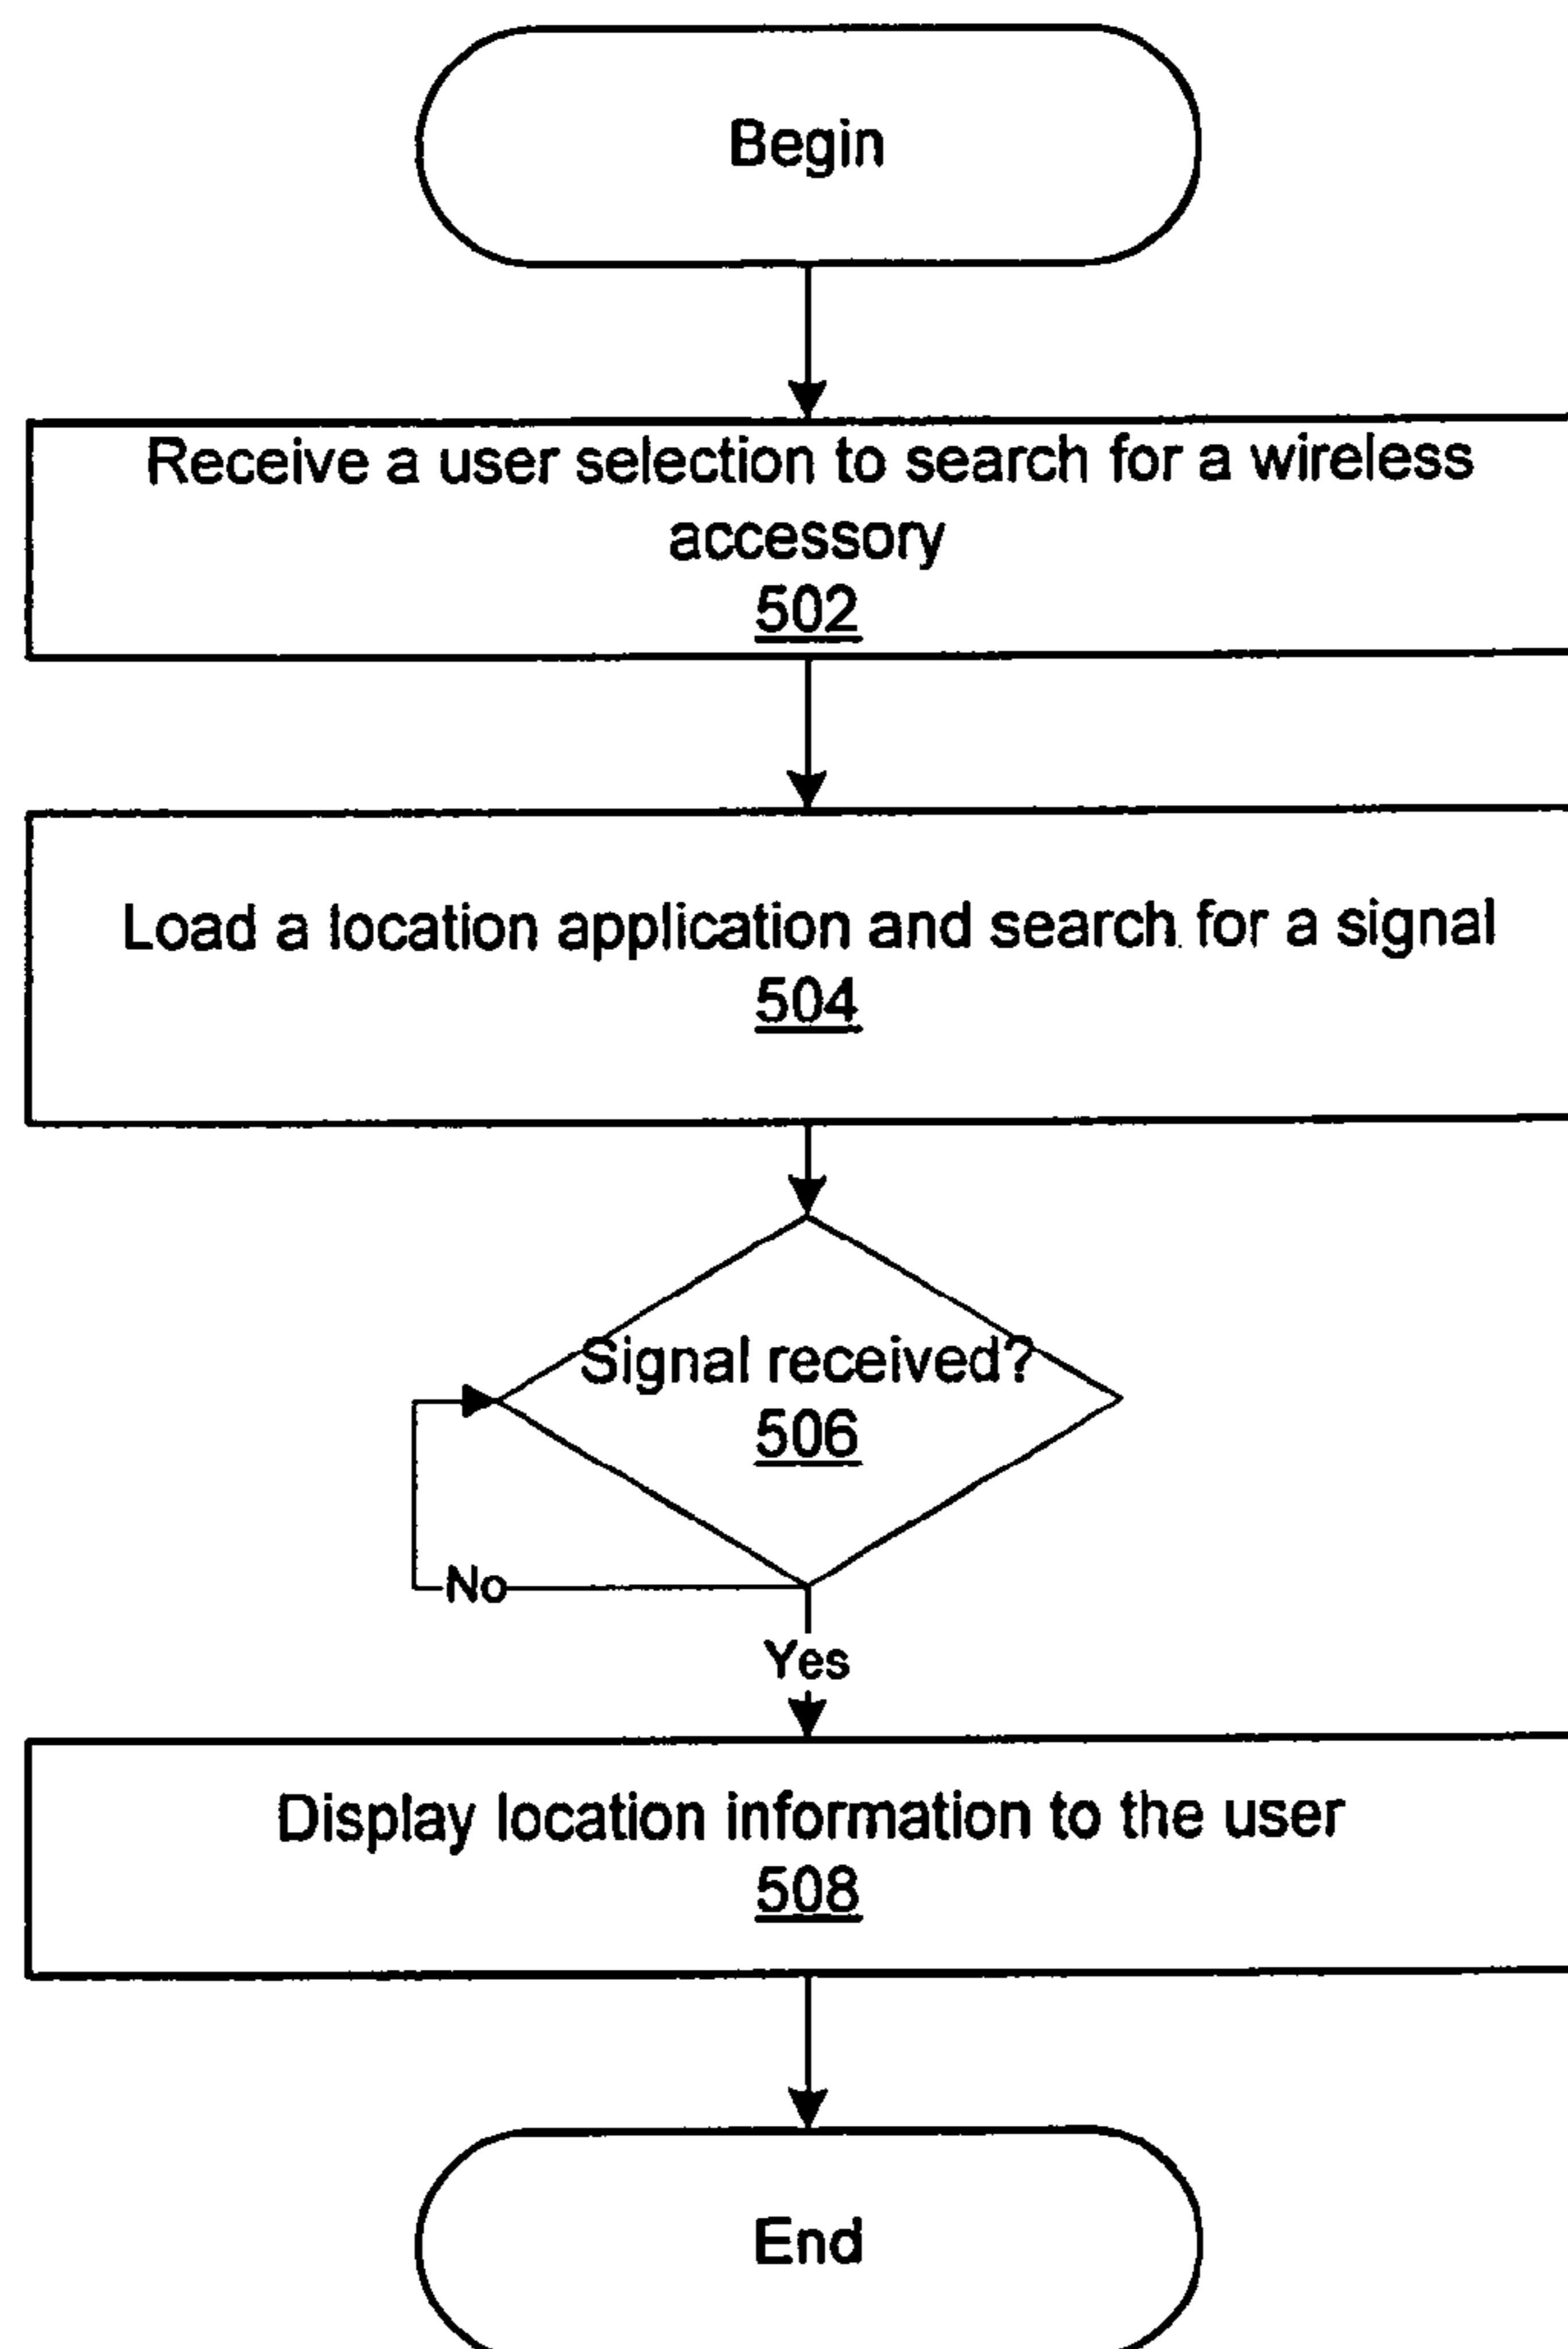 Begin
Receive a user selection to search for a wireless
accessory
502
Load a location application and search for a signal
504
Signal received?
506
No
Yes
Display location information to the user
508
End